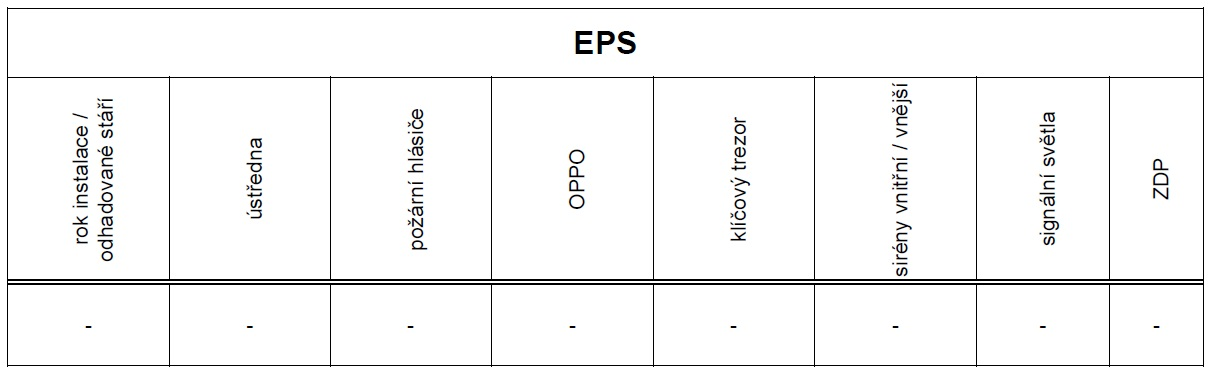 EPS
rok instalace /
odhadované stáří
ústředna
požární hlásiče
OPPO
klíčový trezor
sirény vnitřní / vnější
signální světla
ZDP
- - - - - - - -